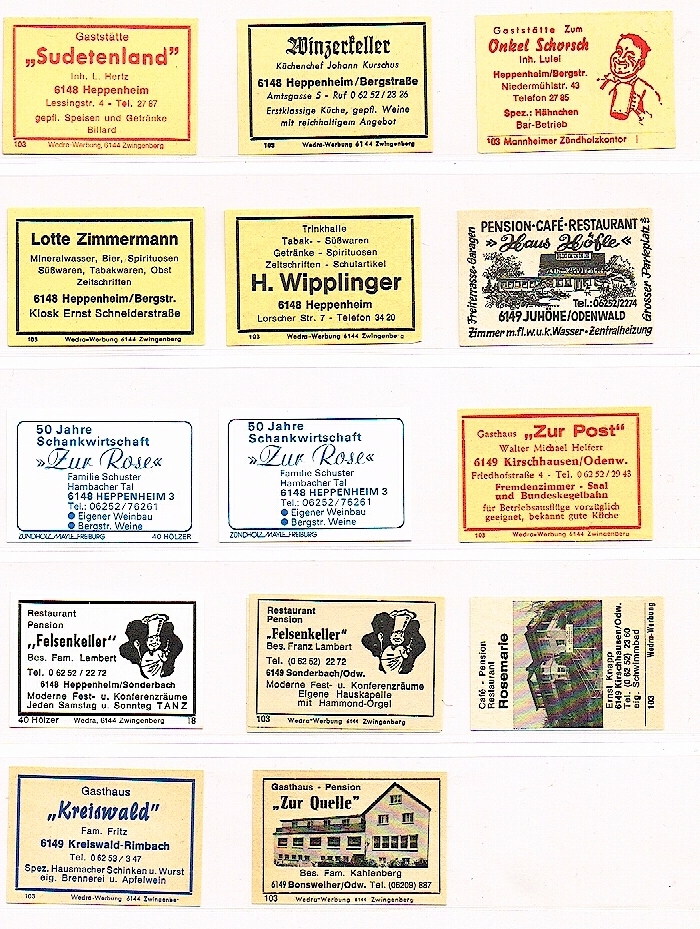 Gaststätte
„Sudetenland”
Inh. L. Hertz
6148 Heppenheim
Lessingstr. 4 - Tel. 27 87
gepfl. Speisen und Getränke
Billard
103 Wedra-Werbung, 6144 Zwingenberg
Winzerkeller
Küchenchef Johann Kurschus
6148 Heppenheim/Bergstraße
Amtsgasse 5 - Ruf 0 62 52 / 23 26
Erstklassige Küche, gepfl. Weine
mit reichhaltigem Angebot
103 Wedra-Werbung 6144 Zwingenberg
Gaststätte Zum
Onkel Schorsch
Inh. Lulei
Heppenheim/Bergstr.
Niedermühlstr. 43
Telefon 27 85
Spez.: Hähnchen
Bar-Betrieb
103 Mannheimer Zündholzkontor
Lotte Zimmermann
Mineralwasser, Bier, Spirituosen
Süßwaren, Tabakwaren, Obst
Zeitschriften
6148 Heppenheim/Bergstr.
Kiosk Ernst Schneiderstraße
103 Wedra-Werbung 6144 Zwingenberg
Trinkhalle
Tabak- - Süßwaren
Getränke - Spirituosen
Zeitschriften - Schulartikel
H. Wipplinger
6148 Heppenheim
Lorscher Str. 7 - Telefon 34 20
103 Wedra-Werbung 6144 Zwingenberg
PENSION·CAFÉ·RESTAURANT
»Haus Höfle«
Freiterrasse-Garagen
Grosser Parkplatz
103
Tel.: 06252/2274
6149 JUHÖHE/ODENWALD
Zimmer m.fl.w.u.k.Wasser-Zentralheizung
50 Jahre
Schankwirtschaft
»Zur Rose«
Familie Schuster
Hambacher Tal
6148 HEPPENHEIM 3
Tel.: 06252/76261
● Eigener Weinbau
● Bergstr. Weine
ZÜNDHOLZ-MAYLE, FREIBURG 40 HÖLZER
50 Jahre
Schankwirtschaft
»Zur Rose«
Familie Schuster
Hambacher Tal
6148 HEPPENHEIM 3
Tel.: 06252/76261
● Eigener Weinbau
● Bergstr. Weine
ZÜNDHOLZ-MAYLE FREIBURG
Gasthaus „Zur Post”
Walter Michael Helfert
6149 Kirschhausen/Odenw.
Friedhofstraße 4 - Tel. 0 62 52 / 29 43
Fremdenzimmer - Saal
und Bundeskegelbahn
für Betriebsausflüge vorzüglich
geeignet, bekannt gute Küche
103 Wedra-Werbung 6144 Zwingenberg
Restaurant
Pension
„Felsenkeller”
Bes. Fam. Lambert
Tel. 0 62 52 / 22 72
6148 Heppenheim/Sonderbach
Moderne Fest- u. Konferenzräume
Jeden Samstag u. Sonntag TANZ
40 Hölzer Wedra, 6144 Zwingenberg 18
Restaurant
Pension
„Felsenkeller”
Bes. Franz Lambert
Tel. (0 62 52) 22 72
6149 Sonderbach/Odw.
Moderne Fest- u. Konferenzräume
Eigene Hauskapelle
mit Hammond-Orgel
103 Wedra-Werbung 6144 Zwingenberg
Café - Pension
Restaurant
Rosemarie
Ernst Knapp
6149 Kirschhausen/Odw.
Tel. (0 62 52) 23 60
eig. Schwimmbad
103 Wedra-Werbung
Gasthaus
„Kreiswald”
Fam. Fritz
6149 Kreiswald-Rimbach
Tel. 0 62 53 / 3 47
Spez. Hausmacher Schinken u. Wurst
eig. Brennerei u. Apfelwein
103 Wedra-Werbung 6144 Zwingenberg
Gasthaus - Pension
„Zur Quelle”
Bes. Fam. Kahlenberg
6149 Bonsweiher/Odw. Tel. (06209) 887
103 Wedra-Werbung 6144 Zwingenberg